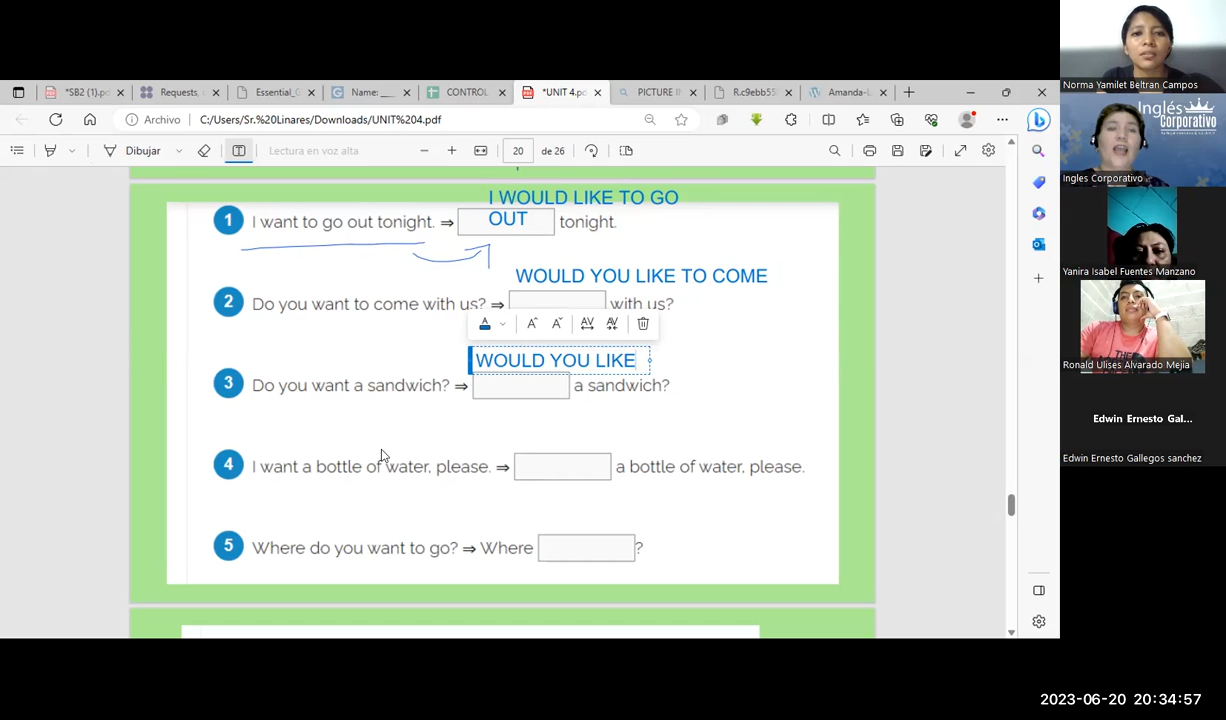 Norma Yamilet Beltran Campos
*SB2 (1).pd
Requests, c
Essential_G
Name: ____
CONTROL
*UNIT 4.pd
PICTURE I
R.c9ebb55
Amanda-L
Archivo
C:/Users/Sr.%20Linares/Downloads/UNIT%204.pdf
Inglés
Corporativo
Ingles Corporativo
Dibujar
Lectura en voz alta
20
de 26
I WOULD LIKE TO GO
1 I want to go out tonight. ⇒ OUT tonight.
WOULD YOU LIKE TO COME
2 Do you want to come with us? ⇒ with us?
WOULD YOU LIKE
3 Do you want a sandwich? ⇒ a sandwich?
4 I want a bottle of water, please. ⇒ a bottle of water, please.
5 Where do you want to go? ⇒ Where ?
Yanira Isabel Fuentes Manzano
Ronald Ulises Alvarado Mejia
Edwin Ernesto Gal...
Edwin Ernesto Gallegos sanchez
2023-06-20 20:34:57